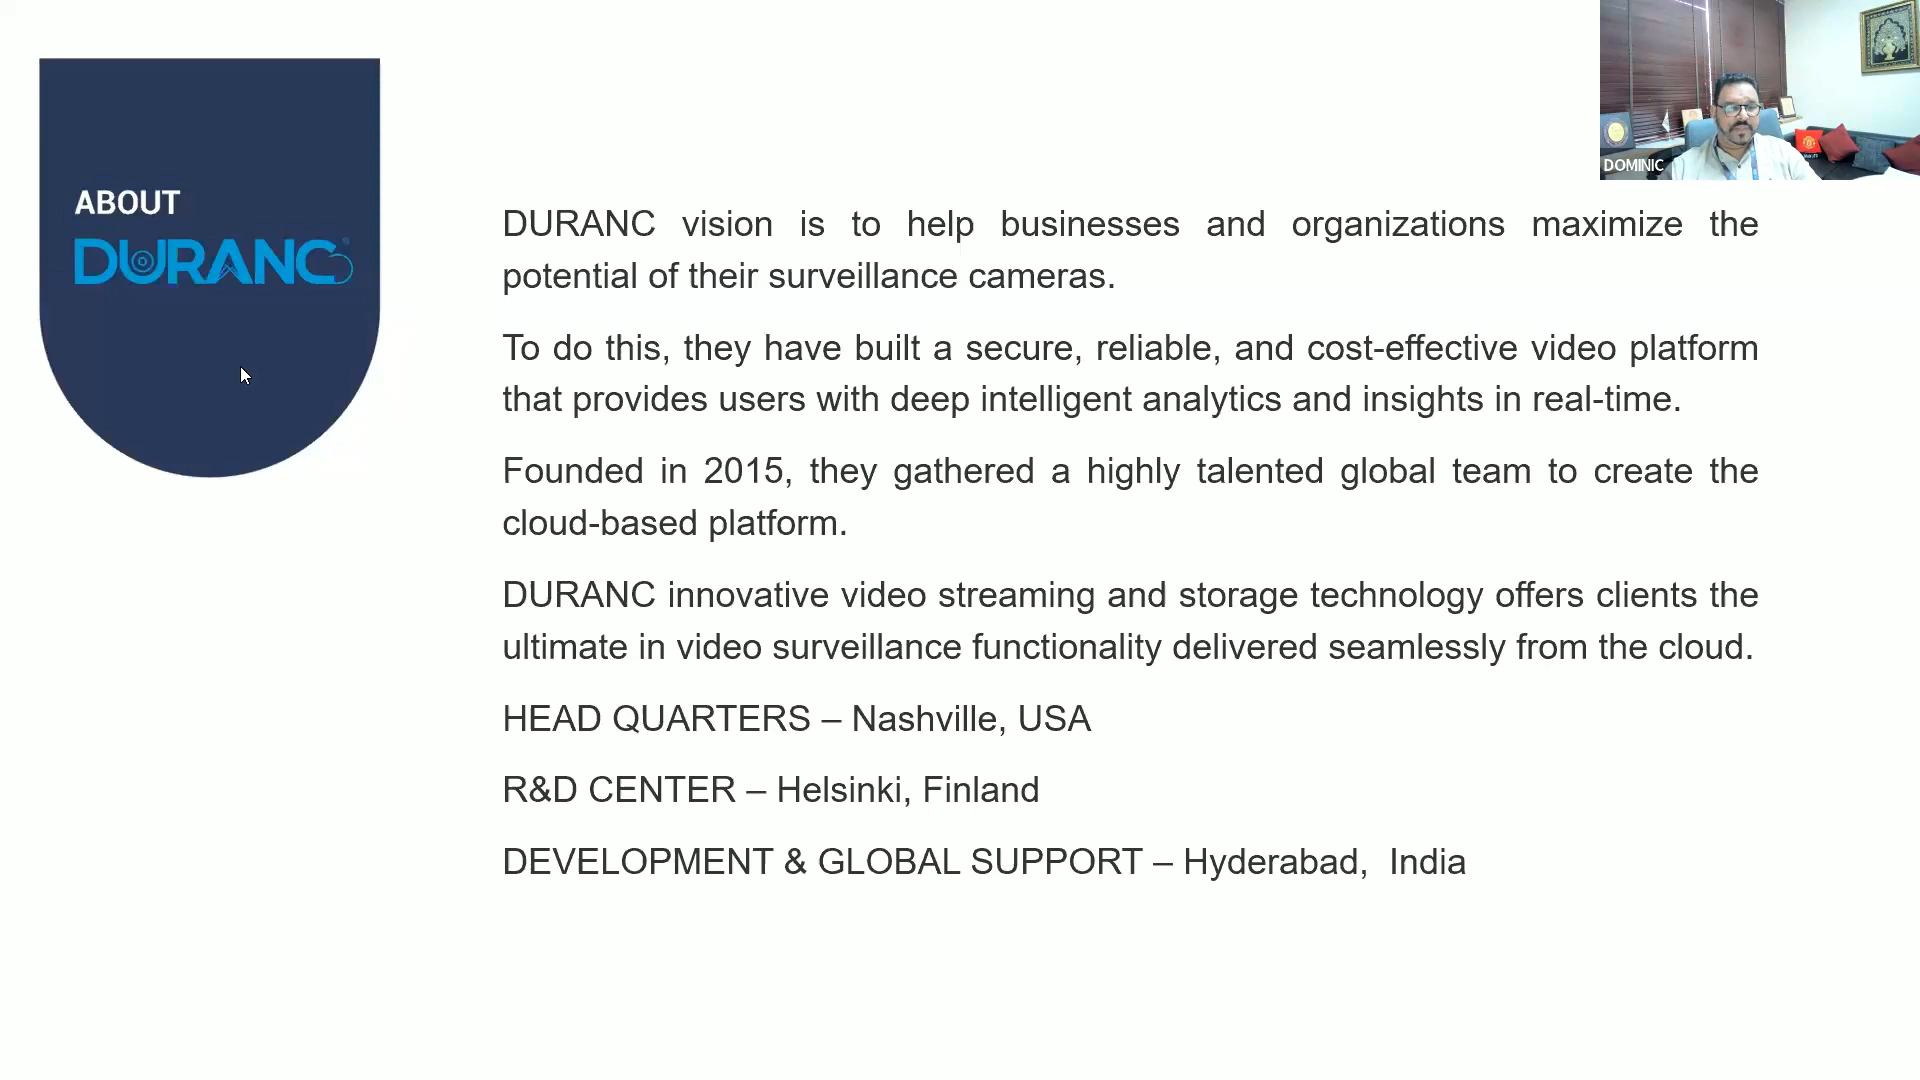 ABOUT
DURANC
DOMINIC
DURANC vision is to help businesses and organizations maximize the
potential of their surveillance cameras.
To do this, they have built a secure, reliable, and cost-effective video platform
that provides users with deep intelligent analytics and insights in real-time.
Founded in 2015, they gathered a highly talented global team to create the
cloud-based platform.
DURANC innovative video streaming and storage technology offers clients the
ultimate in video surveillance functionality delivered seamlessly from the cloud.
HEAD QUARTERS – Nashville, USA
R&D CENTER – Helsinki, Finland
DEVELOPMENT & GLOBAL SUPPORT – Hyderabad,  India